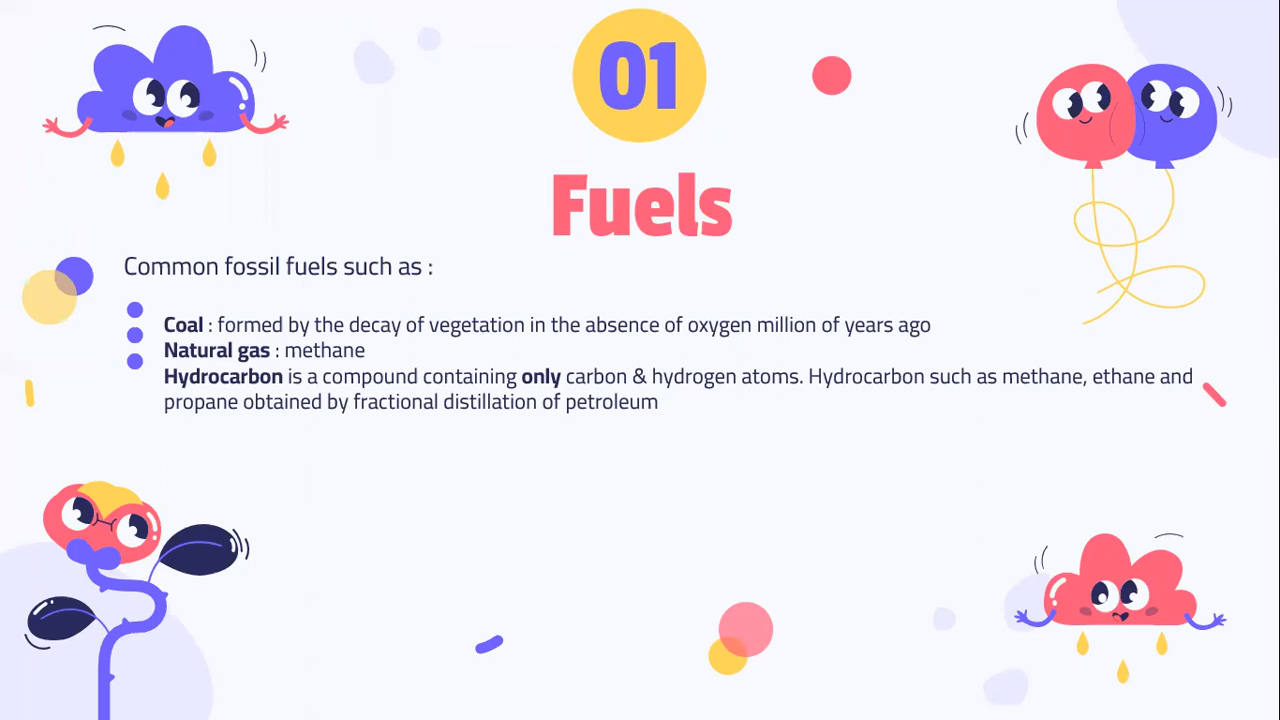 01
Fuels
Common fossil fuels such as :
Coal : formed by the decay of vegetation in the absence of oxygen million of years ago
Natural gas : methane
Hydrocarbon is a compound containing only carbon & hydrogen atoms. Hydrocarbon such as methane, ethane and
propane obtained by fractional distillation of petroleum